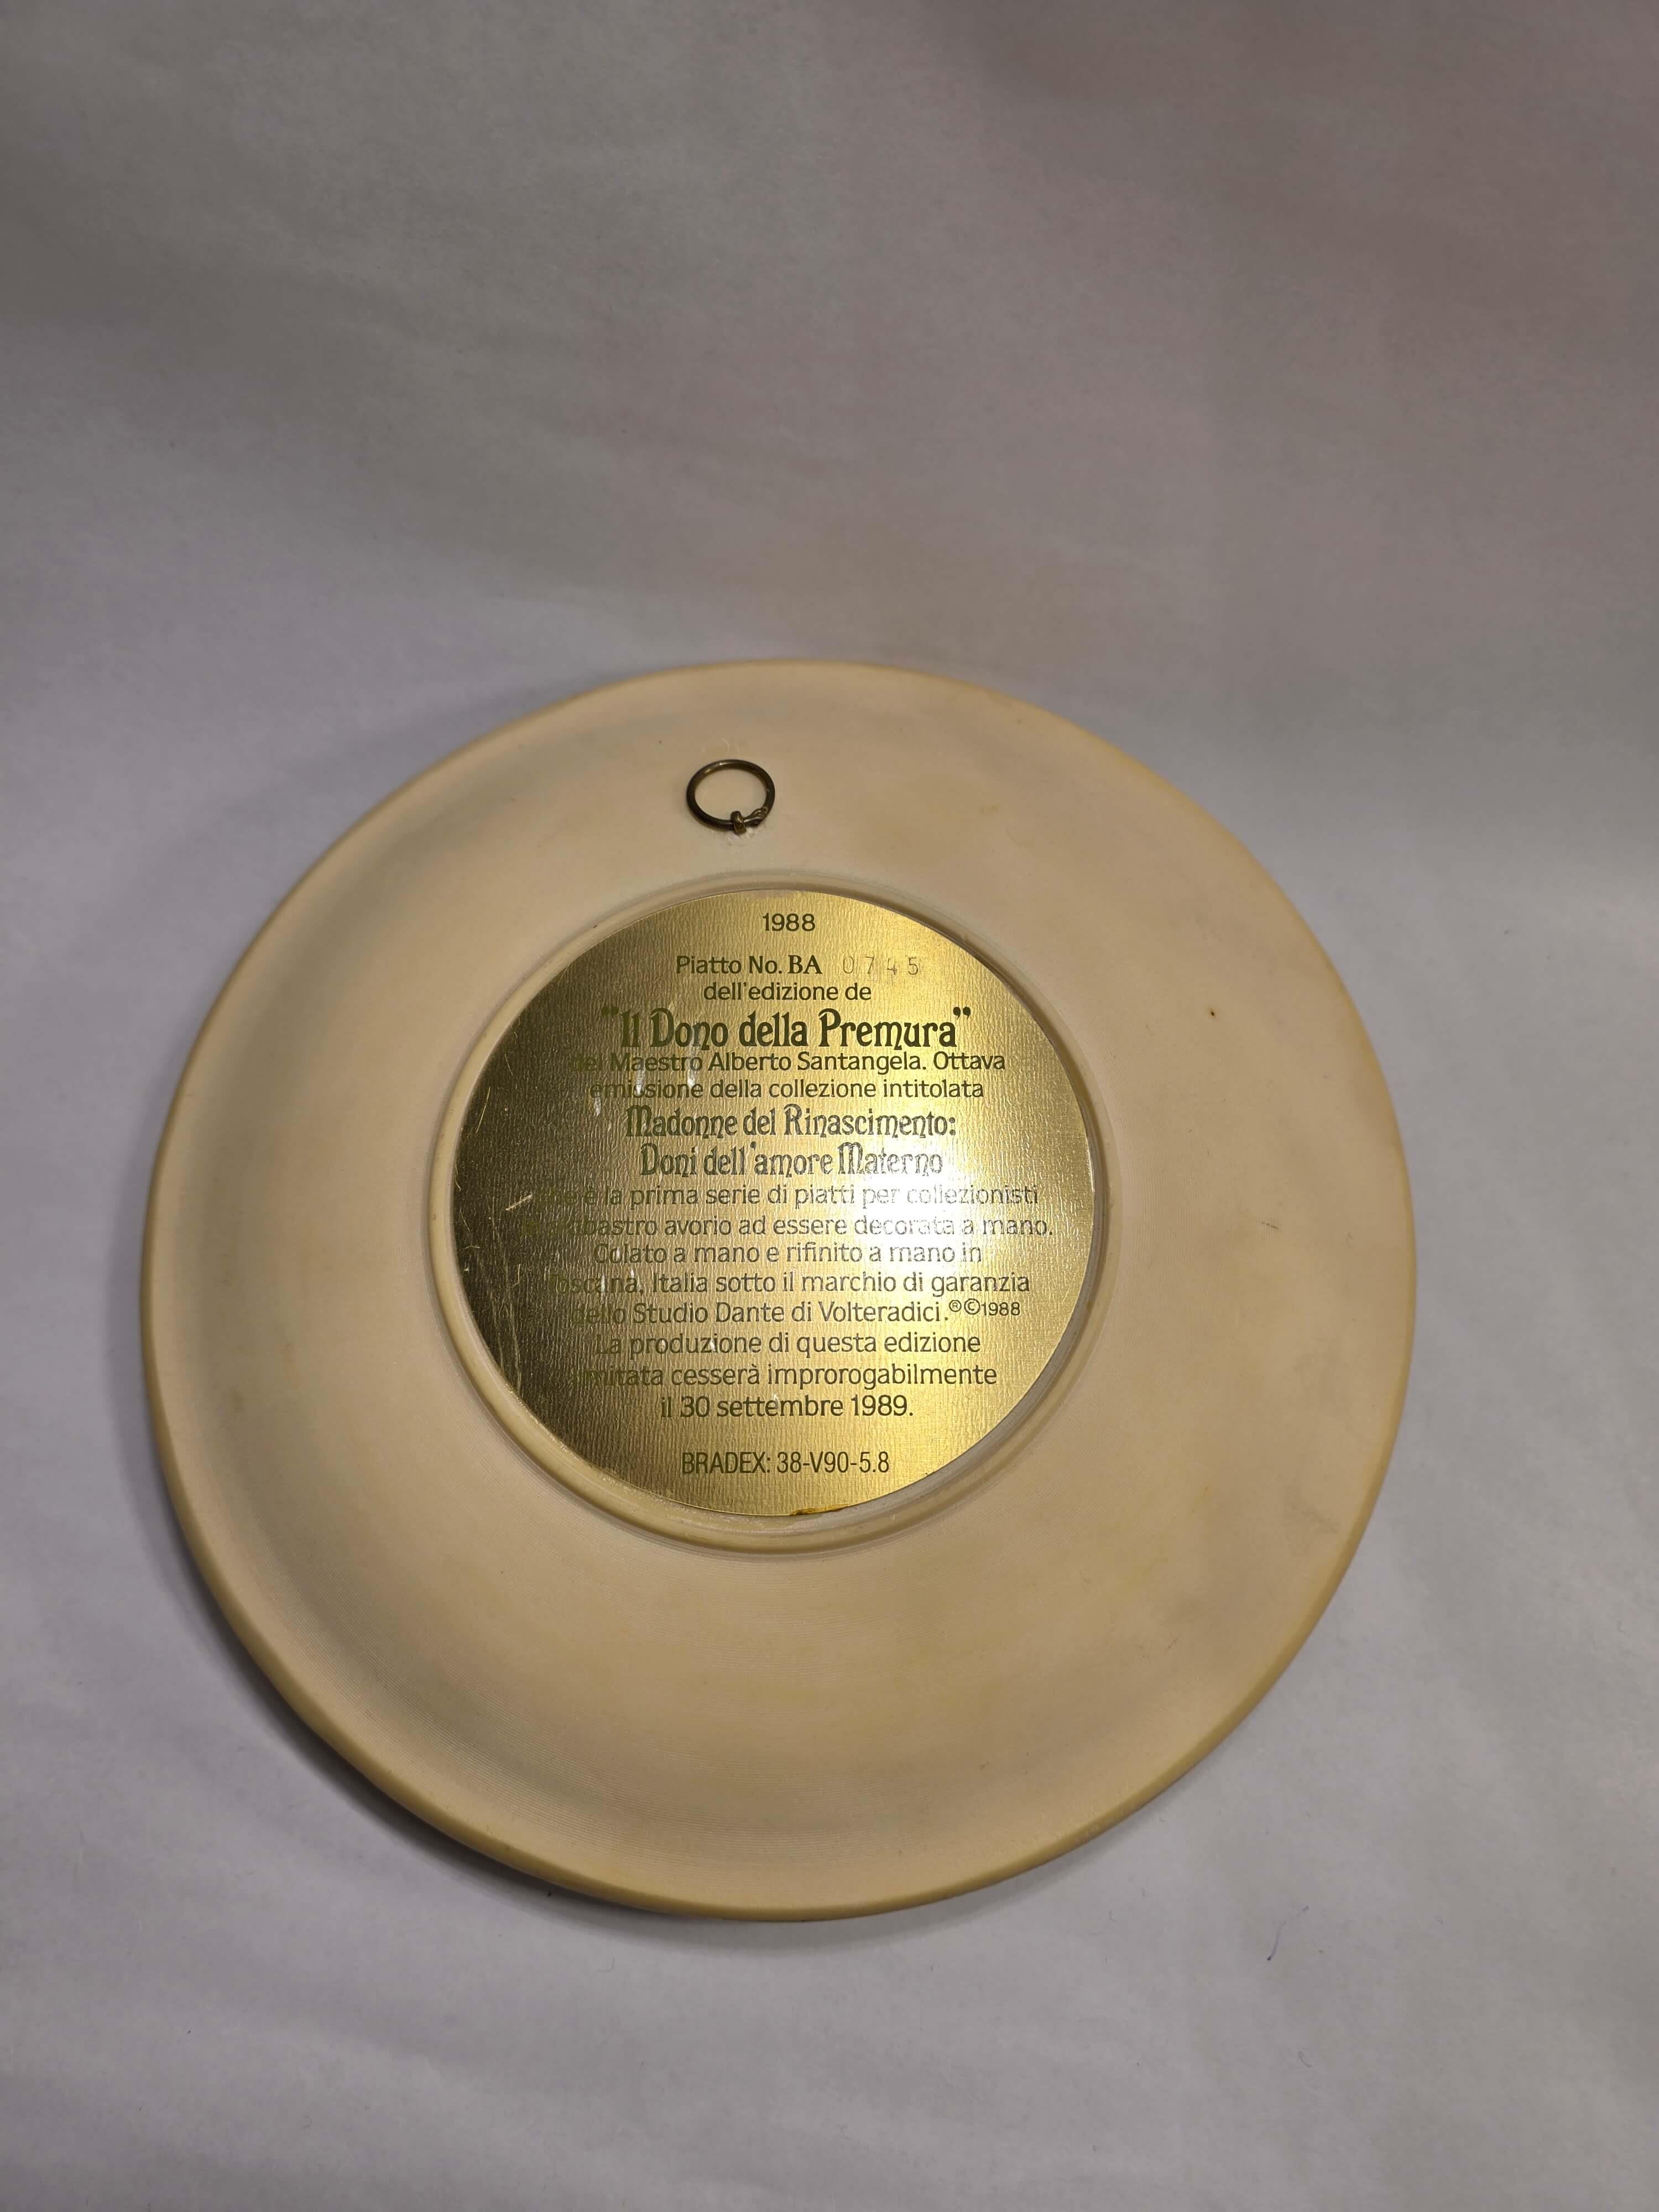 1988
Piatto No. BA 0745
dell'edizione de
"Il Dono della Premura"
del Maestro Alberto Santangela. Ottava
emissione della collezione intitolata
Madonne del Rinascimento:
Doni dell'amore Materno
è la prima serie di piatti per collezionisti
avorio ad essere decorata a mano.
Colato a mano e rifinito a mano in
Toscana, Italia sotto il marchio di garanzia
dello Studio Dante di Volteradici.®©1988
La produzione di questa edizione
limitata cesserà improrogabilmente
il 30 settembre 1989.
BRADEX: 38-V90-5.8